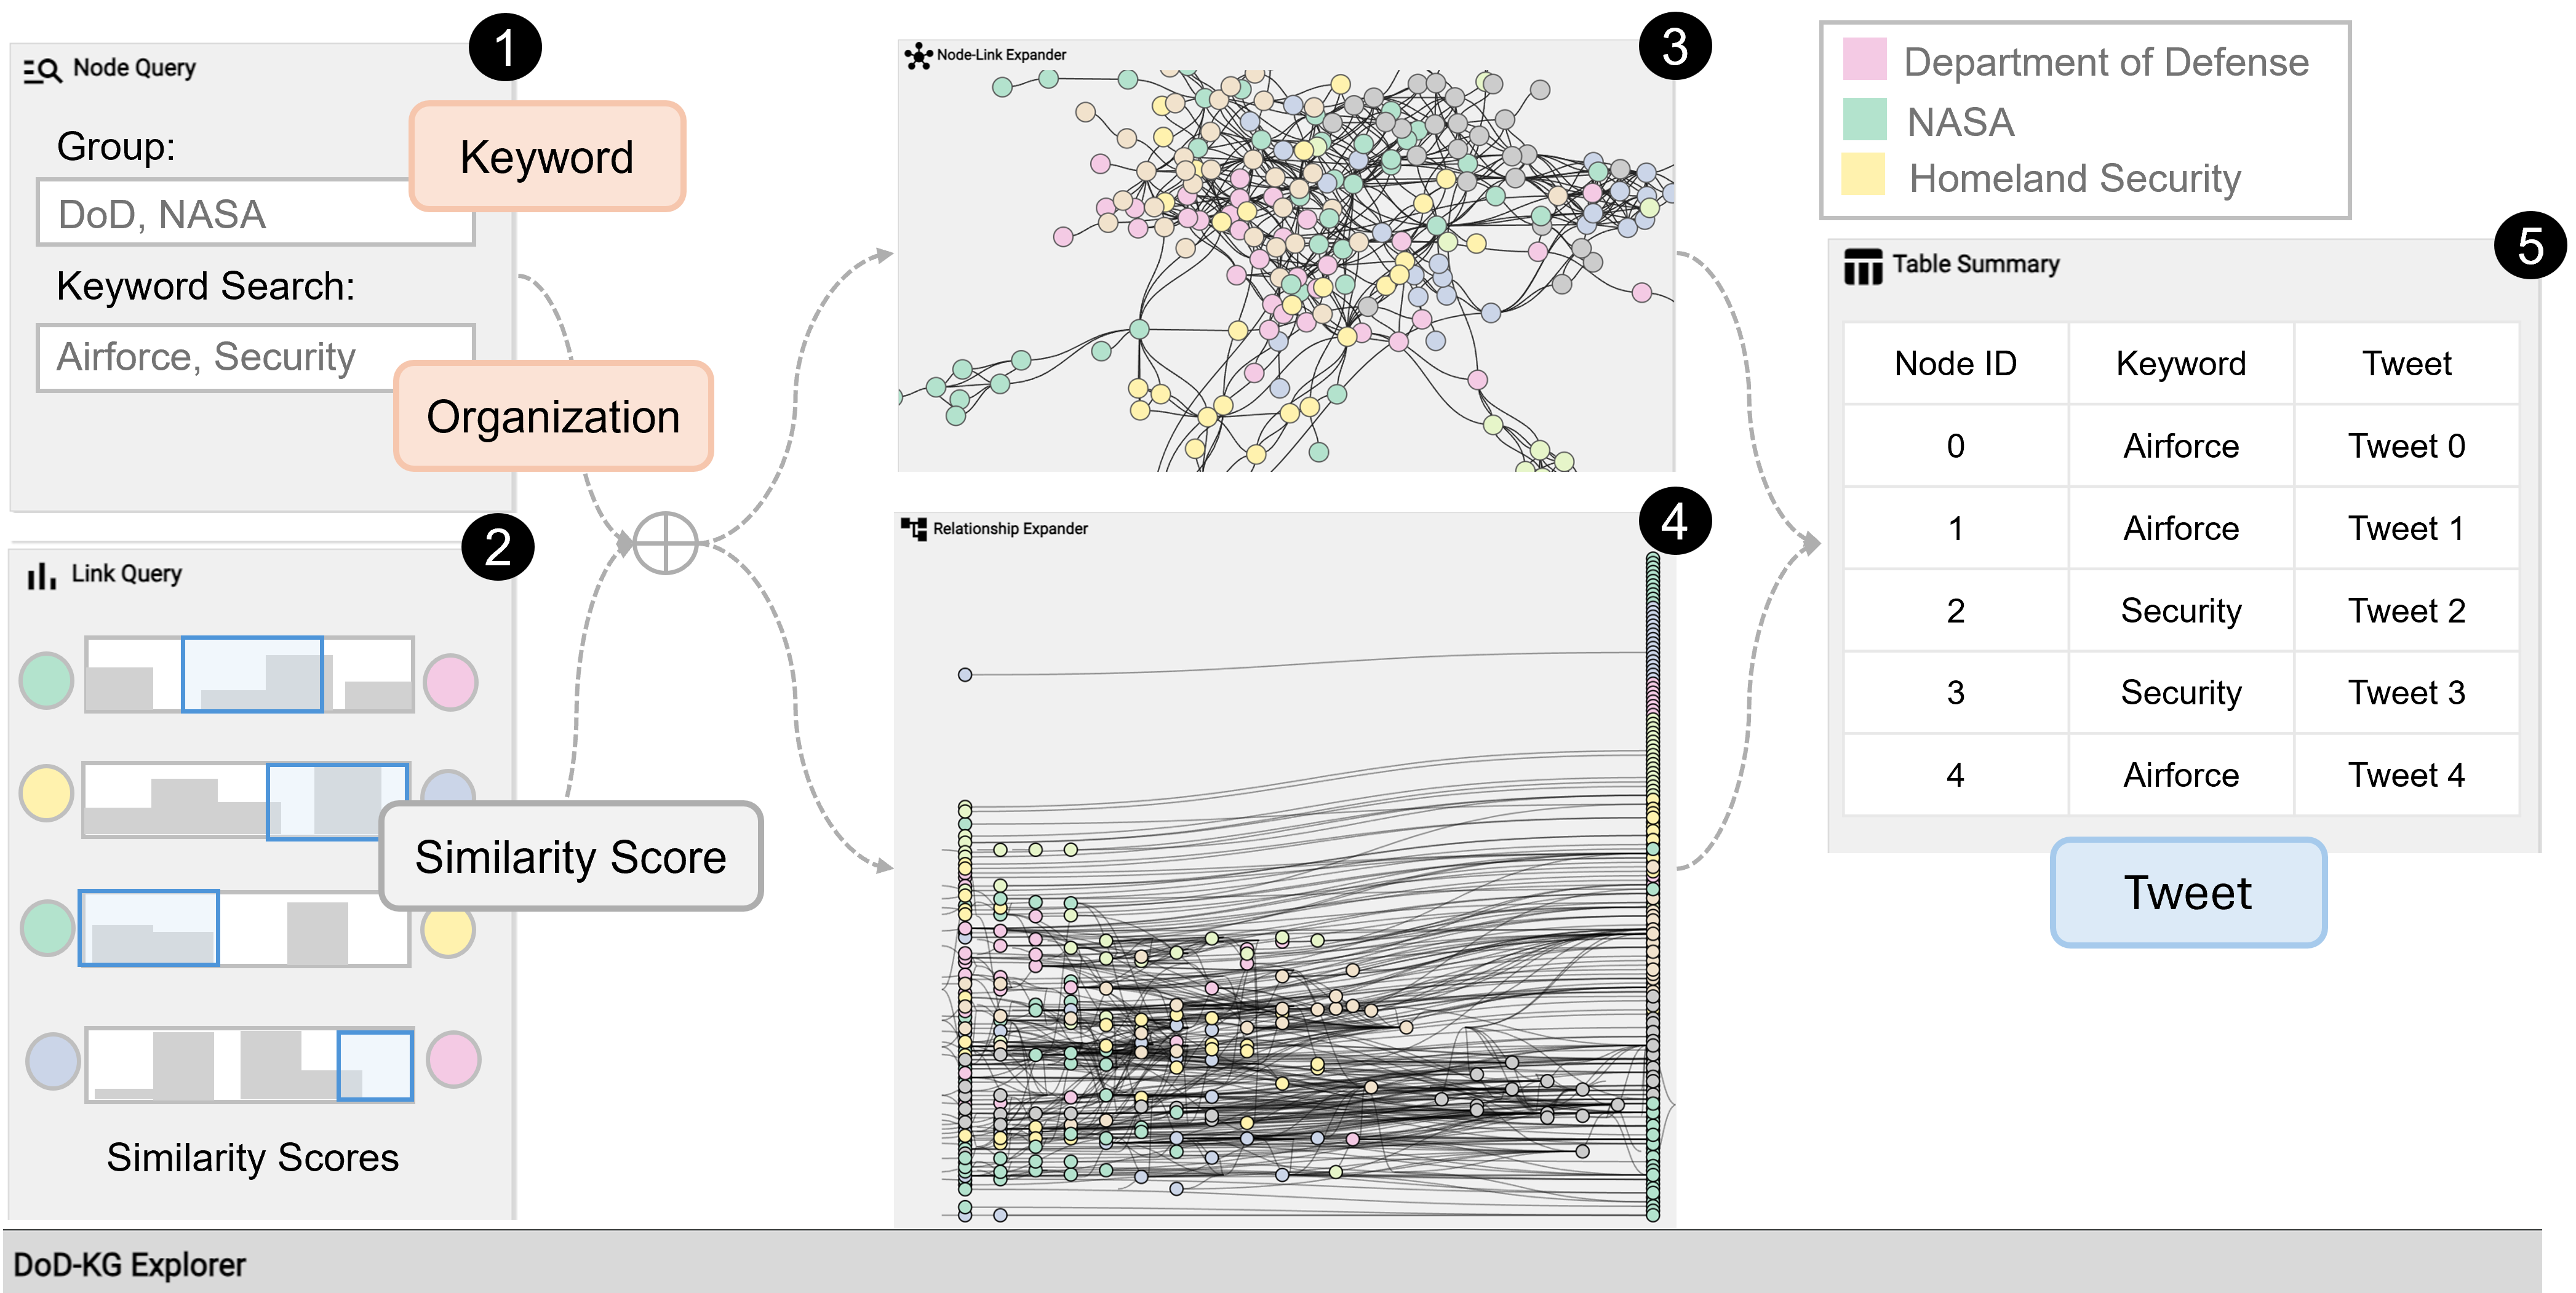 1
Node Query
Group:
DoD, NASA
Keyword Search:
Airforce, Security
Keyword
Organization
2
Link Query
Similarity Score
Similarity Scores
3
Node-Link Expander
4
Relationship Expander
Department of Defense
NASA
Homeland Security
5
Table Summary
Node ID Keyword Tweet
0 Airforce Tweet 0
1 Airforce Tweet 1
2 Security Tweet 2
3 Security Tweet 3
4 Airforce Tweet 4
Tweet
DoD-KG Explorer